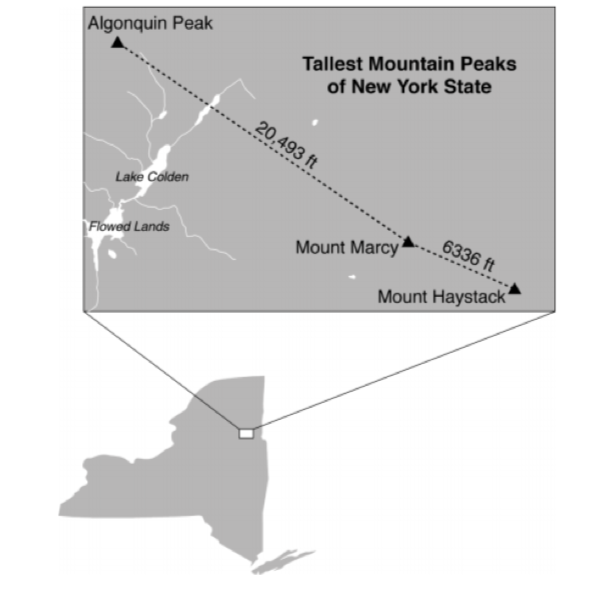 Algonquin Peak
Tallest Mountain Peaks
of New York State
20,493 ft
Lake Colden
Flowed Lands
Mount Marcy
6336 ft
Mount Haystack